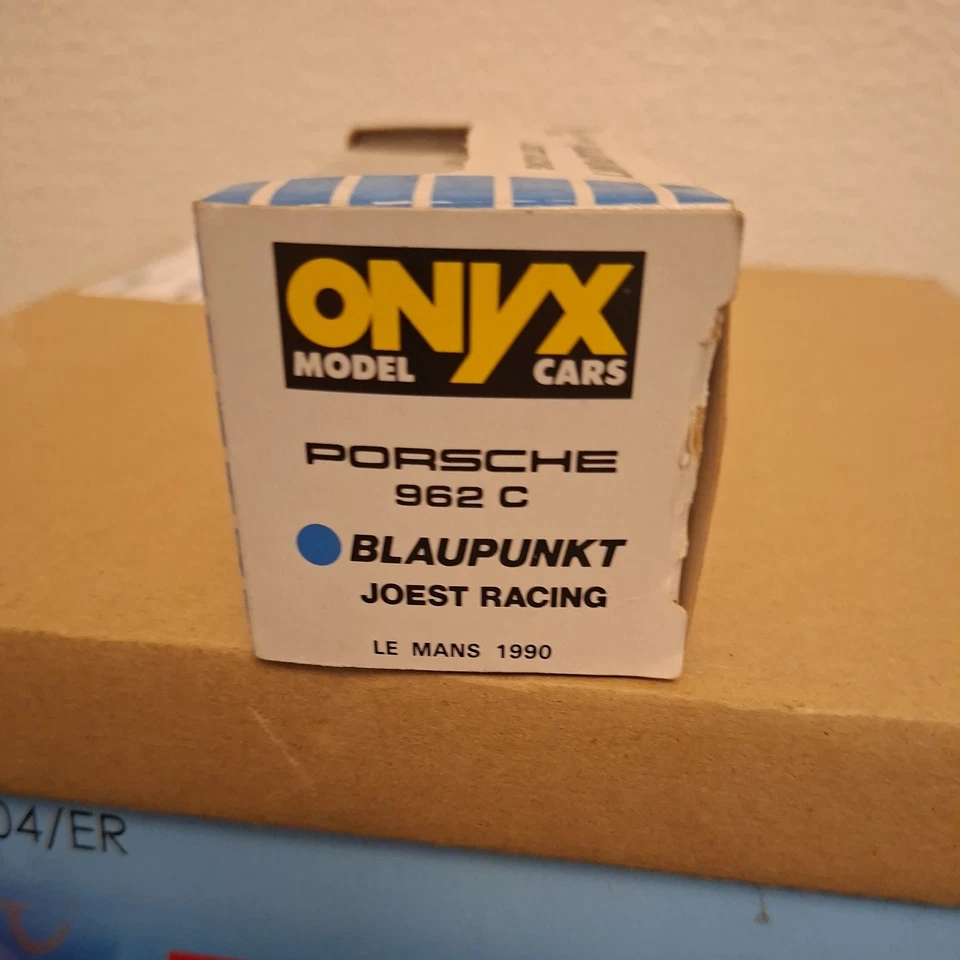 ONYX
MODEL CARS
PORSCHE
962 C
BLAUPUNKT
JOEST RACING
LE MANS 1990
04/ER